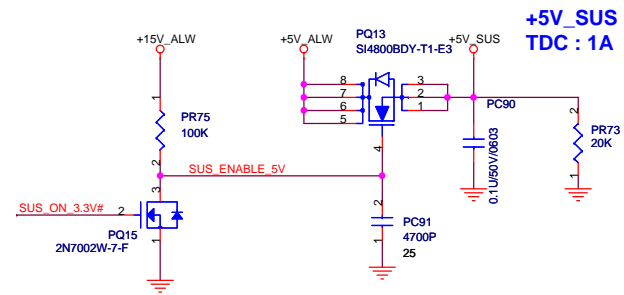 +5V_SUS
TDC : 1A
+15V_ALW
+5V_ALW
PQ13
SI4800BDY-T1-E3
+5V_SUS
8
7
6
5
3
2
1
4
1
PR75
100K
2
PC90
0.1U/50V/0603
2
PR73
20K
1
SUS_ENABLE_5V
SUS_ON_3.3V#
2
3
1
PQ15
2N7002W-7-F
2
PC91
1
4700P
25